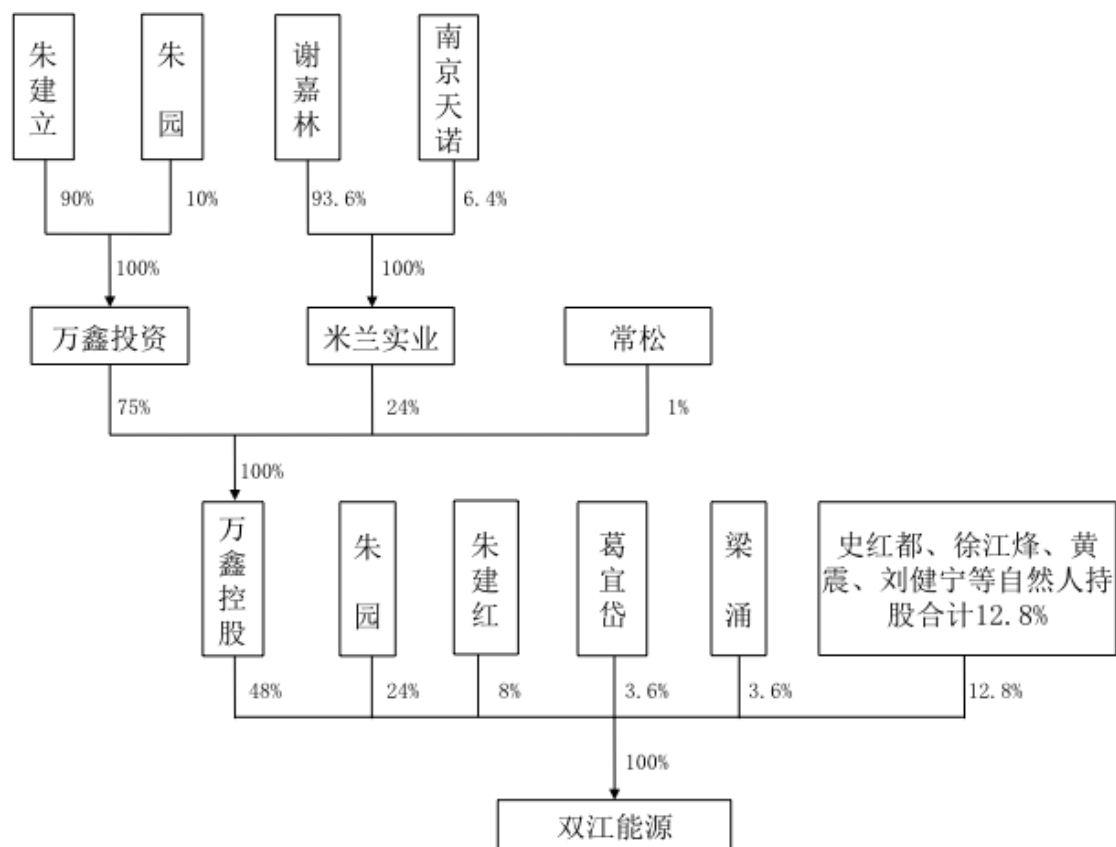 朱建立
朱园
谢嘉林
南京天诺
90%
10%
93.6%
6.4%
100%
100%
万鑫投资
米兰实业
常松
75%
24%
1%
100%
万鑫控股
朱园
朱建红
葛宜岱
梁涌
史红都、徐江烽、黄
震、刘健宁等自然人持
股合计12.8%
48%
24%
8%
3.6%
3.6%
12.8%
100%
双江能源